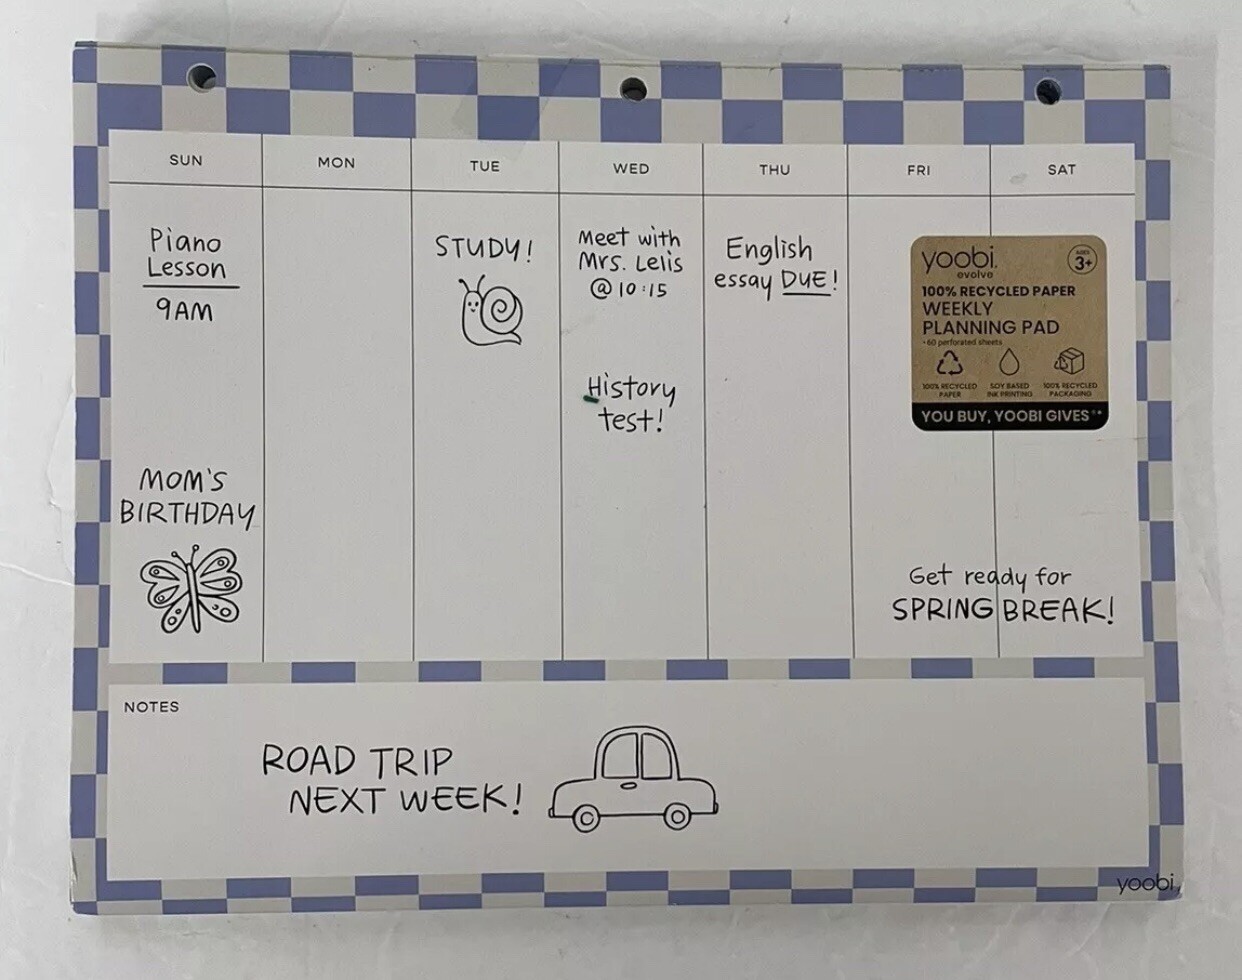 SUN
MON
TUE
WED
THU
FRI
SAT
Piano
Lesson
9AM
MOM'S
BIRTHDAY
STUDY!
Meet with
Mrs. Lelis
@ 10:15
History
test!
English
essay DUE!
yoobi.
evolve
AGES
3+
100% RECYCLED PAPER
WEEKLY
PLANNING PAD
•60 perforated sheets
100% RECYCLED
PAPER
SOY BASED
INK PRINTING
100% RECYCLED
PACKAGING
YOU BUY, YOOBI GIVES™*
Get ready for
SPRING BREAK!
NOTES
ROAD TRIP
NEXT WEEK!
yoobi